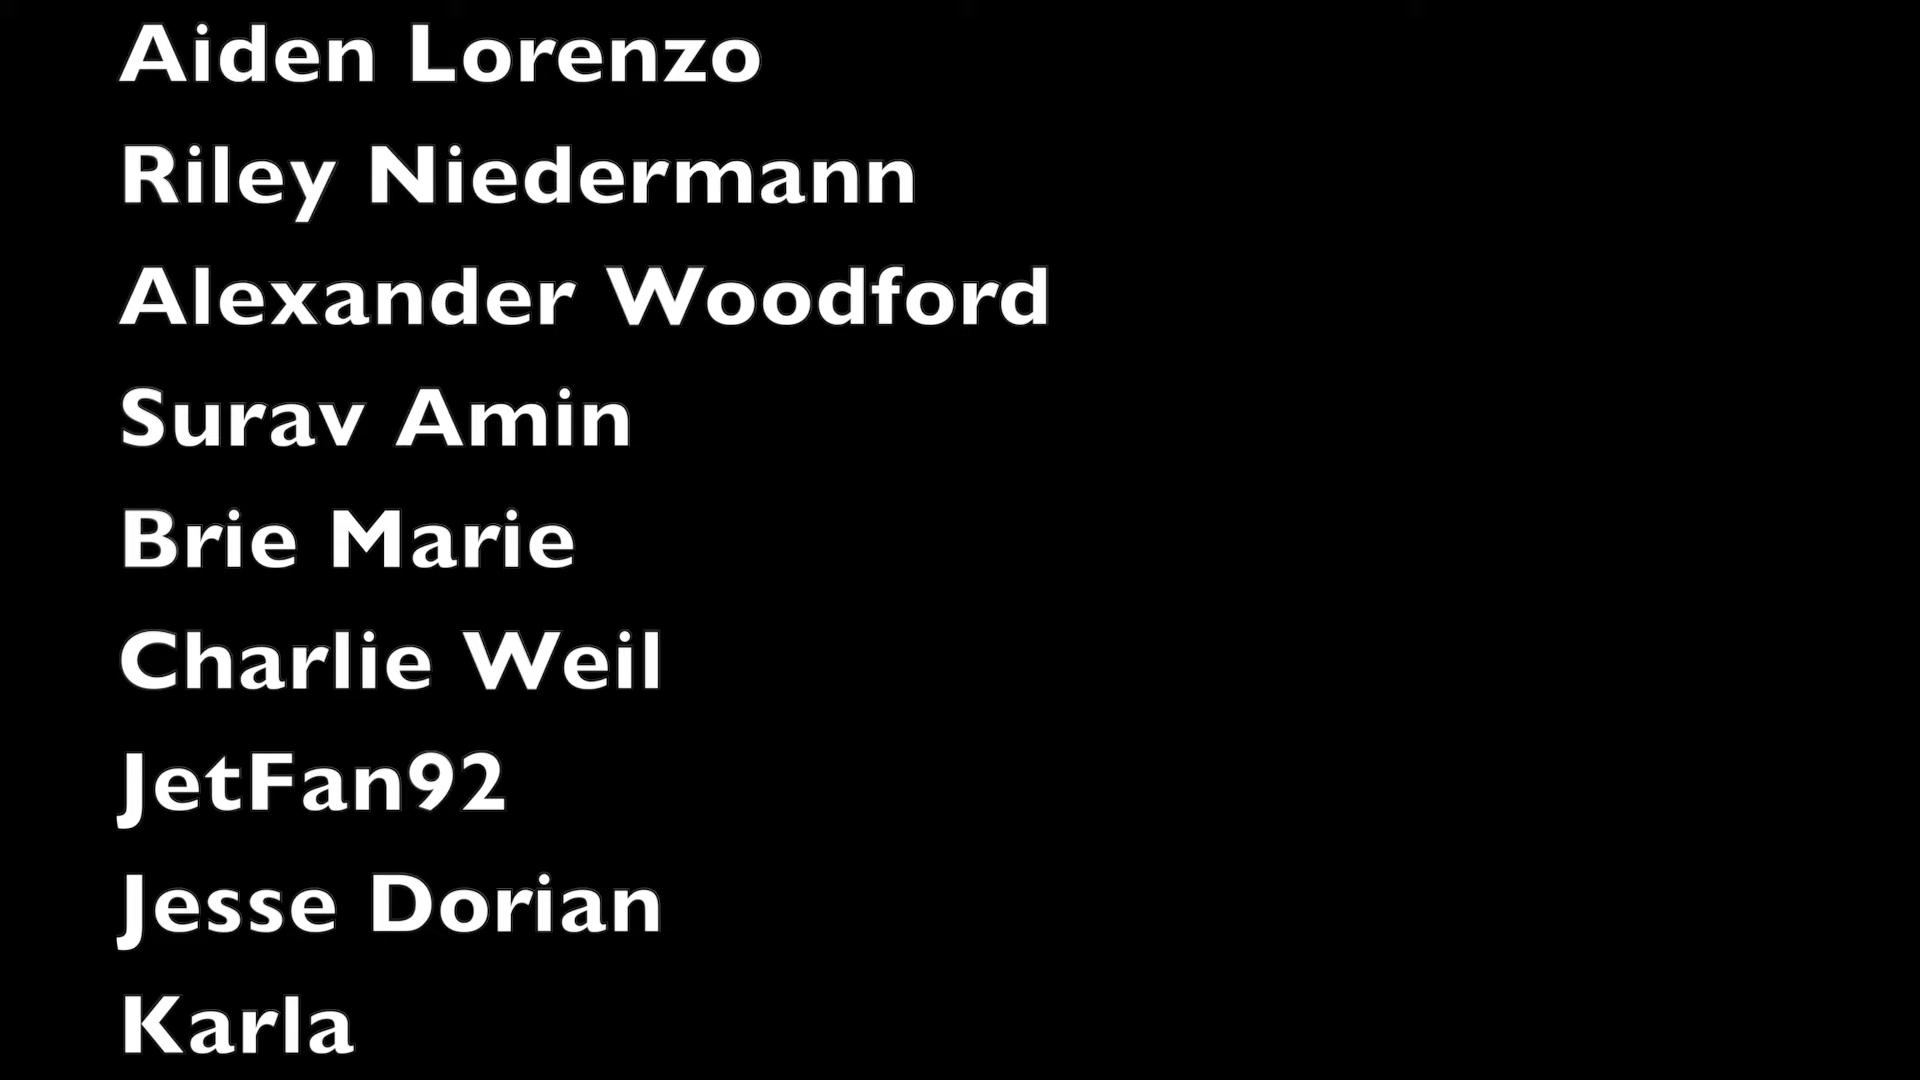 Aiden Lorenzo
Riley Niedermann
Alexander Woodford
Surav Amin
Brie Marie
Charlie Weil
JetFan92
Jesse Dorian
Karla